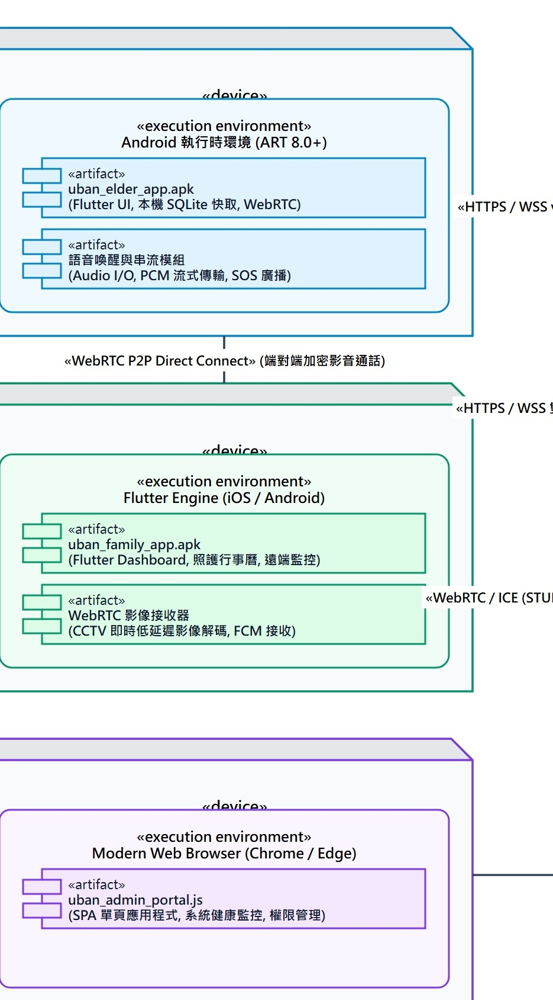 «device»
«execution environment»
Android 執行時環境 (ART 8.0+)
«artifact»
uban_elder_app.apk
(Flutter UI, 本機 SQLite 快取, WebRTC)
«HTTPS / WSS
«artifact»
語音喚醒與串流模組
(Audio I/O, PCM 流式傳輸, SOS 廣播)
«WebRTC P2P Direct Connect» (端對端加密影音通話)
«HTTPS / WSS
«device»
«execution environment»
Flutter Engine (iOS / Android)
«artifact»
uban_family_app.apk
(Flutter Dashboard, 照護行事曆, 遠端監控)
«WebRTC / ICE (STU
«artifact»
WebRTC 影像接收器
(CCTV 即時低延遲影像解碼, FCM 接收)
«device»
«execution environment»
Modern Web Browser (Chrome / Edge)
«artifact»
uban_admin_portal.js
(SPA 單頁應用程式, 系統健康監控, 權限管理)